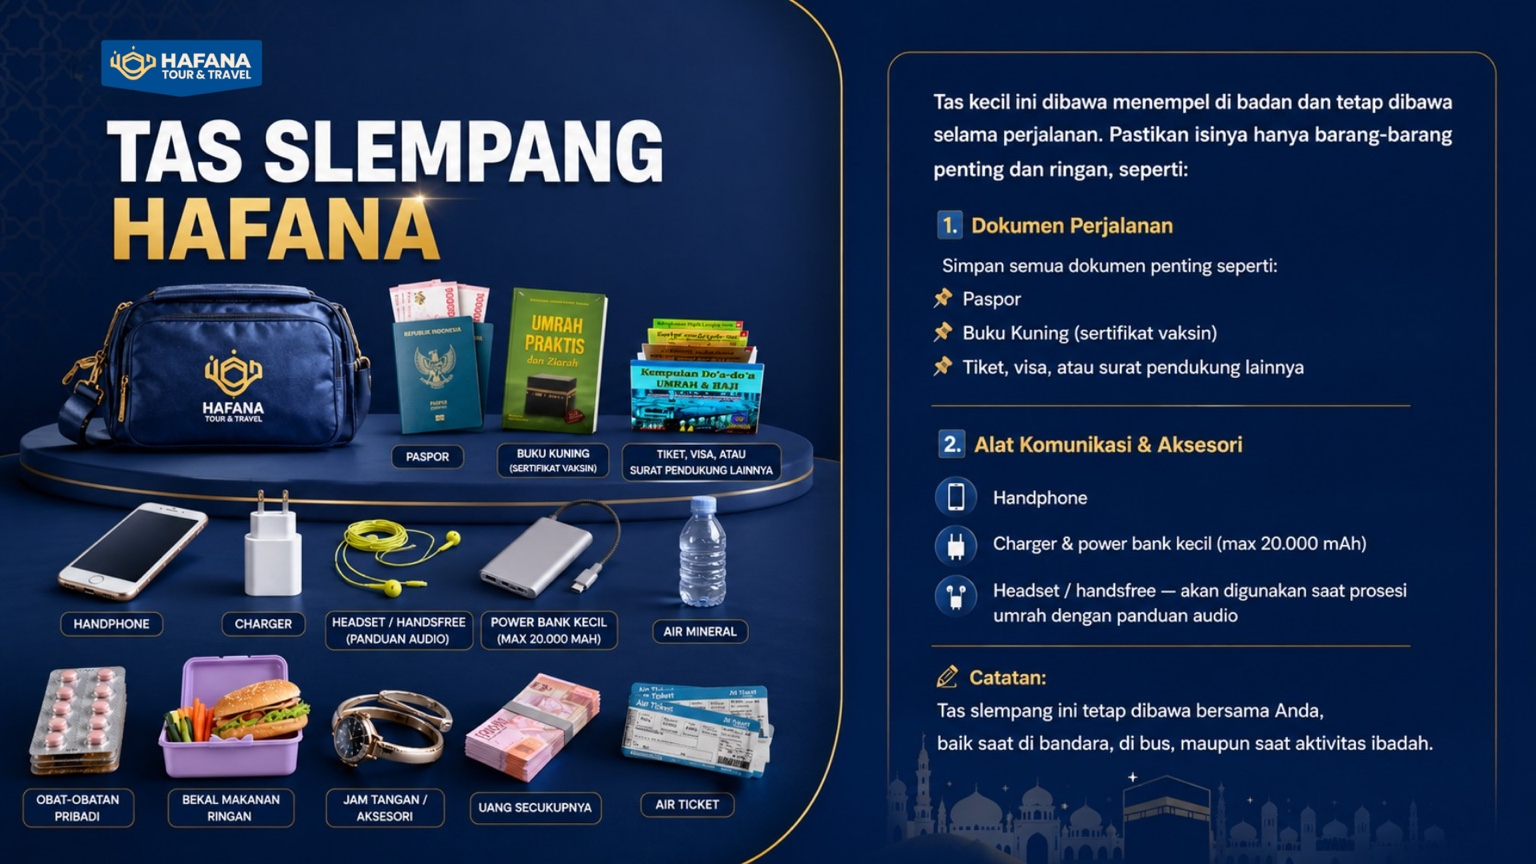 HAFANA
TOUR & TRAVEL
TAS SLEMPANG
HAFANA
HAFANA
TOUR & TRAVEL
REPUBLIK INDONESIA
PASPOR
UMRAH
PRAKTIS
dan Ziarah
Kempulan Do'a-do'a
UMRAH & HAJI
PASPOR
BUKU KUNING
(SERTIFIKAT VAKSIN)
TIKET, VISA, ATAU
SURAT PENDUKUNG LAINNYA
HANDPHONE
CHARGER
HEADSET / HANDSFREE
(PANDUAN AUDIO)
POWER BANK KECIL
(MAX 20.000 MAH)
AIR MINERAL
Air Ticket
OBAT-OBATAN
PRIBADI
BEKAL MAKANAN
RINGAN
JAM TANGAN /
AKSESORI
UANG SECUKUPNYA
AIR TICKET
Tas kecil ini dibawa menempel di badan dan tetap dibawa
selama perjalanan. Pastikan isinya hanya barang-barang
penting dan ringan, seperti:
1. Dokumen Perjalanan
Simpan semua dokumen penting seperti:
Paspor
Buku Kuning (sertifikat vaksin)
Tiket, visa, atau surat pendukung lainnya
2. Alat Komunikasi & Aksesori
Handphone
Charger & power bank kecil (max 20.000 mAh)
Headset / handsfree — akan digunakan saat prosesi
umrah dengan panduan audio
Catatan:
Tas slempang ini tetap dibawa bersama Anda,
baik saat di bandara, di bus, maupun saat aktivitas ibadah.